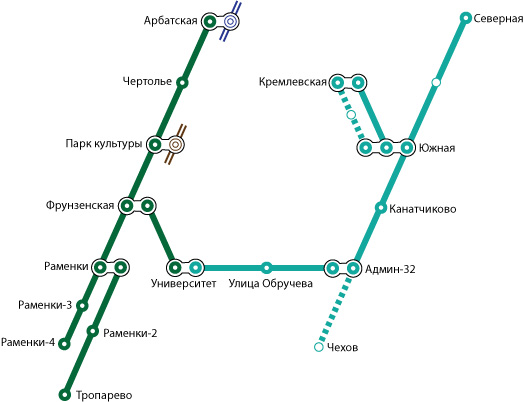 Арбатская
Северная
Чертолье
Кремлевская
Парк культуры
Южная
Фрунзенская
Канатчиково
Раменки
Университет
Улица Обручева
Админ-32
Раменки-3
Раменки-2
Раменки-4
Чехов
Тропарево